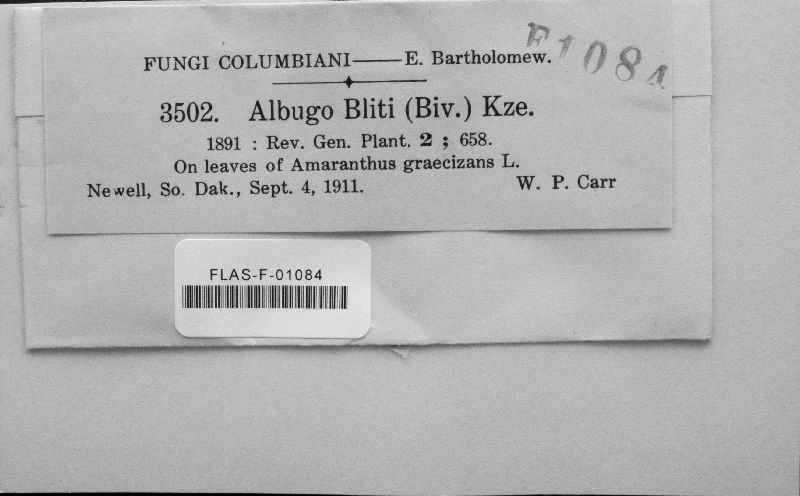 F1084
FUNGI COLUMBIANI——E. Bartholomew.
3502. Albugo Bliti (Biv.) Kze.
1891 : Rev. Gen. Plant. 2 ; 658.
On leaves of Amaranthus graecizans L.
Newell, So. Dak., Sept. 4, 1911. W. P. Carr
FLAS-F-01084